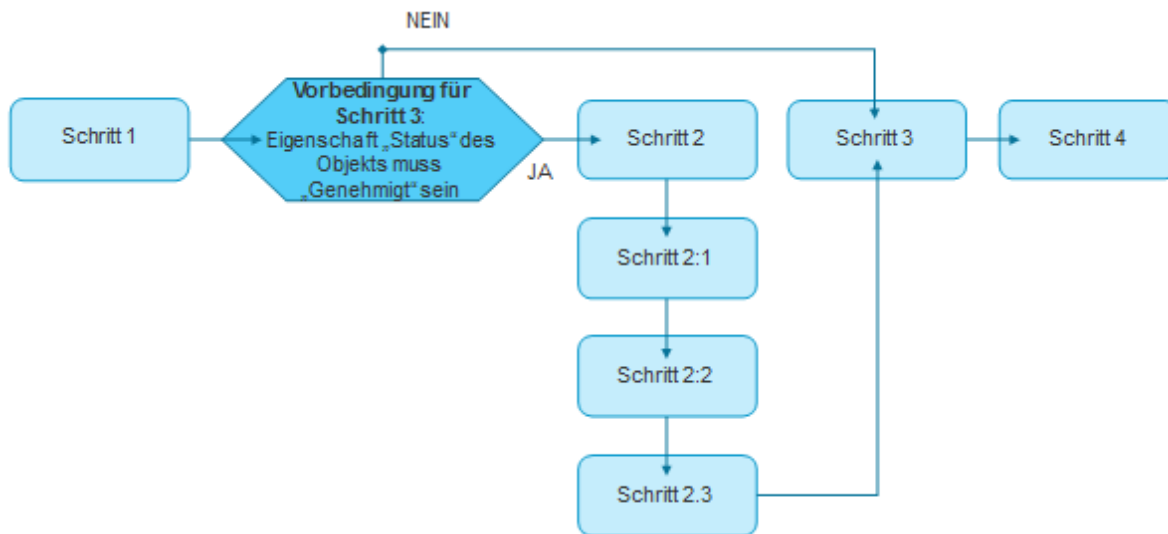 NEIN
Schritt 1
Vorbedingung für
Schritt 3:
Eigenschaft „Status“ des
Objekts muss
„Genehmigt“ sein
JA
Schritt 2
Schritt 3
Schritt 4
Schritt 2:1
Schritt 2:2
Schritt 2.3